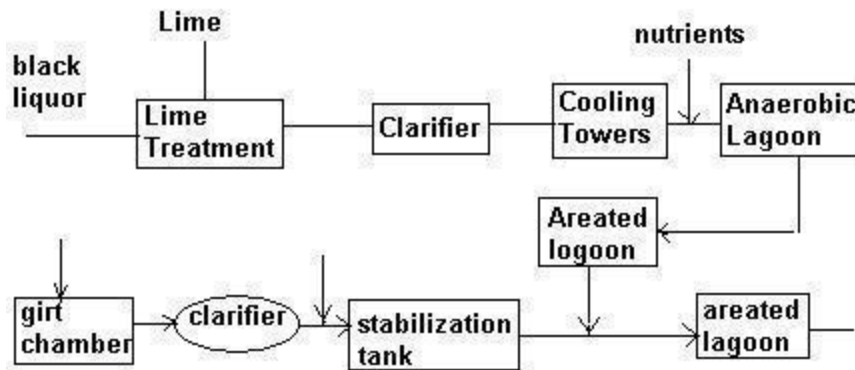 Lime
black
liquor
Lime
Treatment
Clarifier
Cooling
Towers
nutrients
Anaerobic
Lagoon
Areated
logoon
girt
chamber
clarifier
stabilization
tank
areated
lagoon